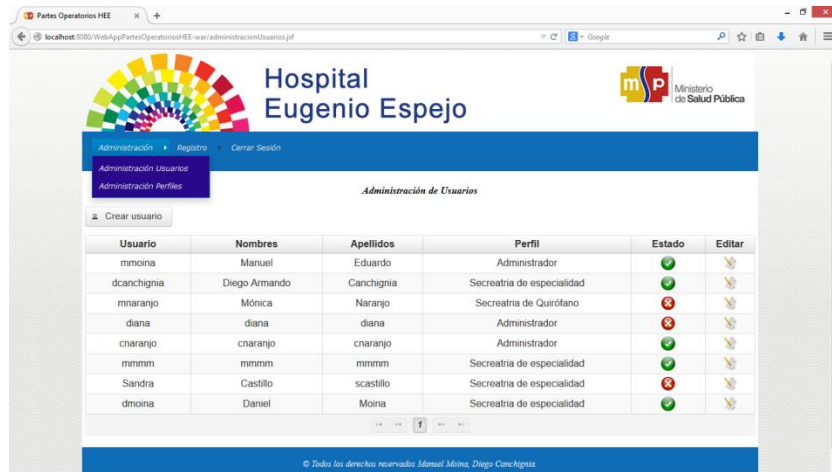 Partes Operatorios HEE
localhost:8080/WebAppPartesOperatoriosHEE-war/administracionUsuarios.jsf
Google
Hospital
Eugenio Espejo
msp Ministerio
de Salud Pública
Administración Registro Cerrar Sesión
Administración Usuarios
Administración Perfiles
Administración de Usuarios
Crear usuario
Usuario Nombres Apellidos Perfil Estado Editar
mmoina Manuel Eduardo Administrador
dcanchignia Diego Armando Canchignia Secreatria de especialidad
mnaranjo Mónica Naranjo Secreatria de Quirófano
diana diana diana Administrador
cnaranjo cnaranjo cnaranjo Administrador
mmmm mmmm mmmm Secreatria de especialidad
Sandra Castillo scastillo Secreatria de especialidad
dmoina Daniel Moina Secreatria de especialidad
1
© Todos los derechos reservados Manuel Moina, Diego Canchignia.